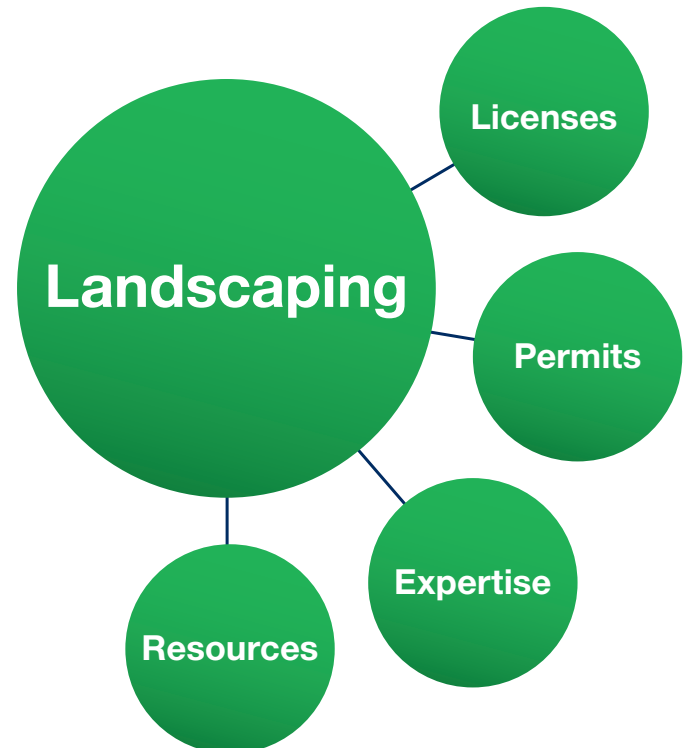 Licenses
Landscaping
Permits
Expertise
Resources